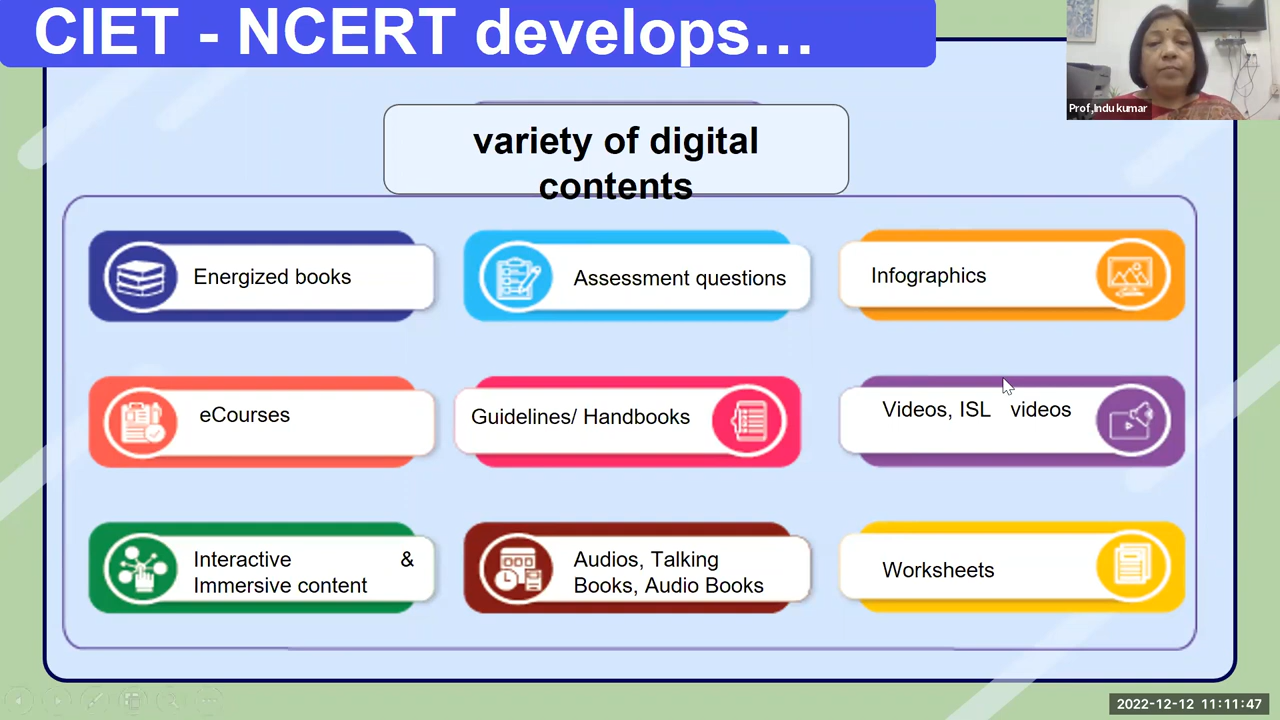 CIET - NCERT develops…
Prof,Indu kumar
variety of digital
contents
Energized books
Assessment questions
Infographics
eCourses
Guidelines/ Handbooks
Videos, ISL videos
Interactive &
Immersive content
Audios, Talking
Books, Audio Books
Worksheets
2022-12-12 11:11:47